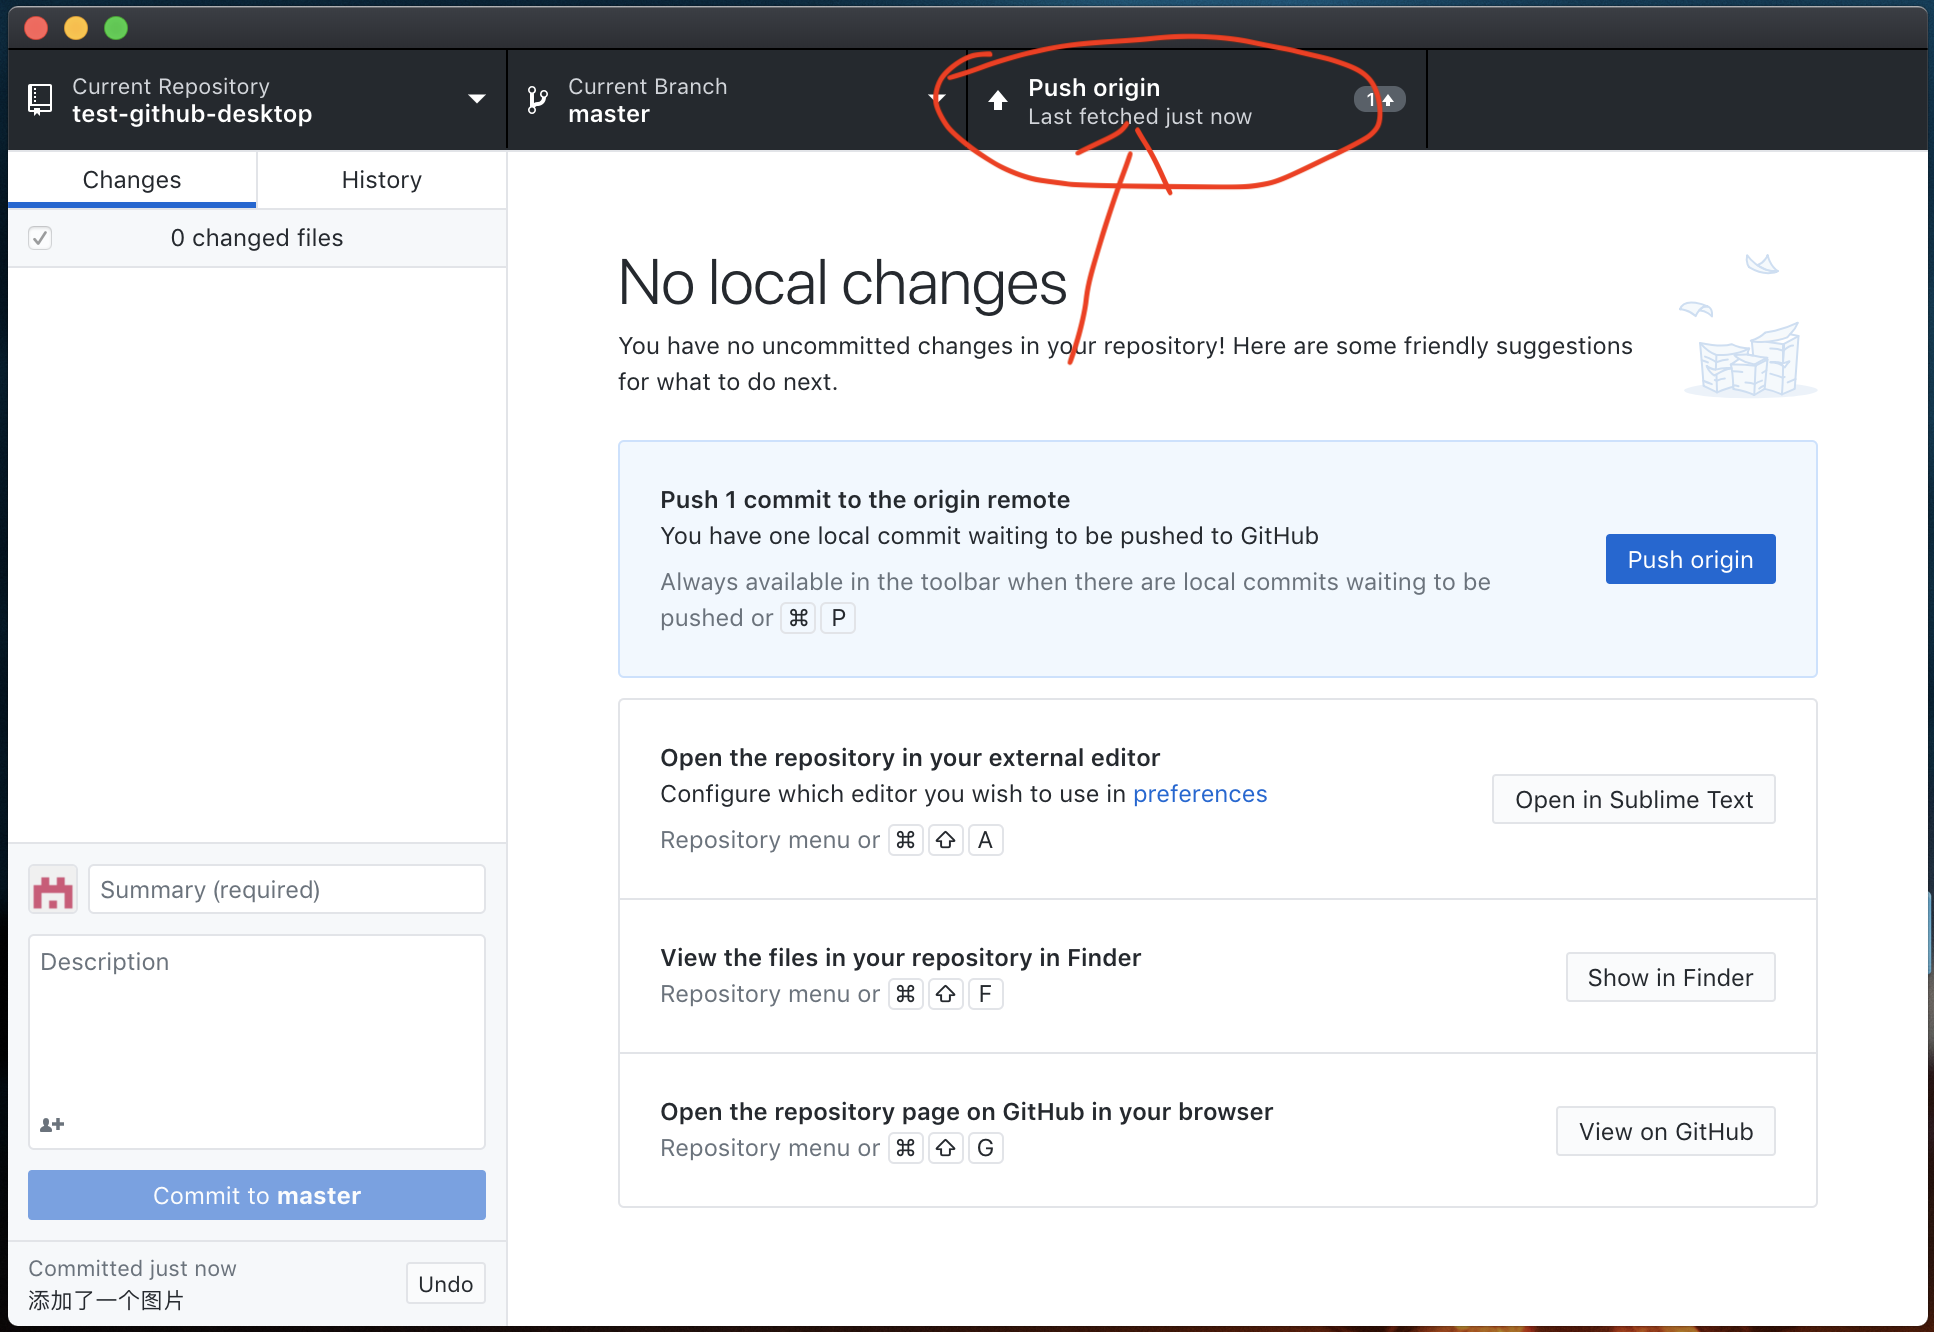 Current Repository
test-github-desktop
Current Branch
master
Push origin
Last fetched just now
1
Changes
History
0 changed files
No local changes
You have no uncommitted changes in your repository! Here are some friendly suggestions
for what to do next.
Push 1 commit to the origin remote
You have one local commit waiting to be pushed to GitHub
Always available in the toolbar when there are local commits waiting to be
pushed or ⌘ P
Push origin
Open the repository in your external editor
Configure which editor you wish to use in preferences
Repository menu or ⌘ ⇧ A
Open in Sublime Text
View the files in your repository in Finder
Repository menu or ⌘ ⇧ F
Show in Finder
Open the repository page on GitHub in your browser
Repository menu or ⌘ ⇧ G
View on GitHub
Summary (required)
Description
Commit to master
Committed just now
添加了一个图片
Undo